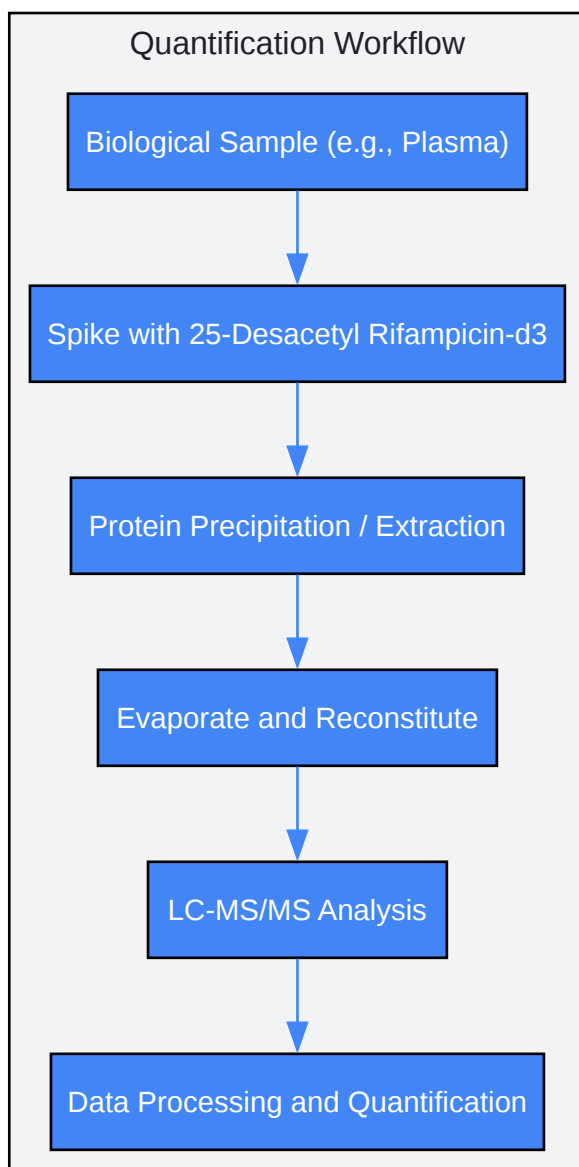 Quantification Workflow
Biological Sample (e.g., Plasma)
Spike with 25-Desacetyl Rifampicin-d3
Protein Precipitation / Extraction
Evaporate and Reconstitute
LC-MS/MS Analysis
Data Processing and Quantification